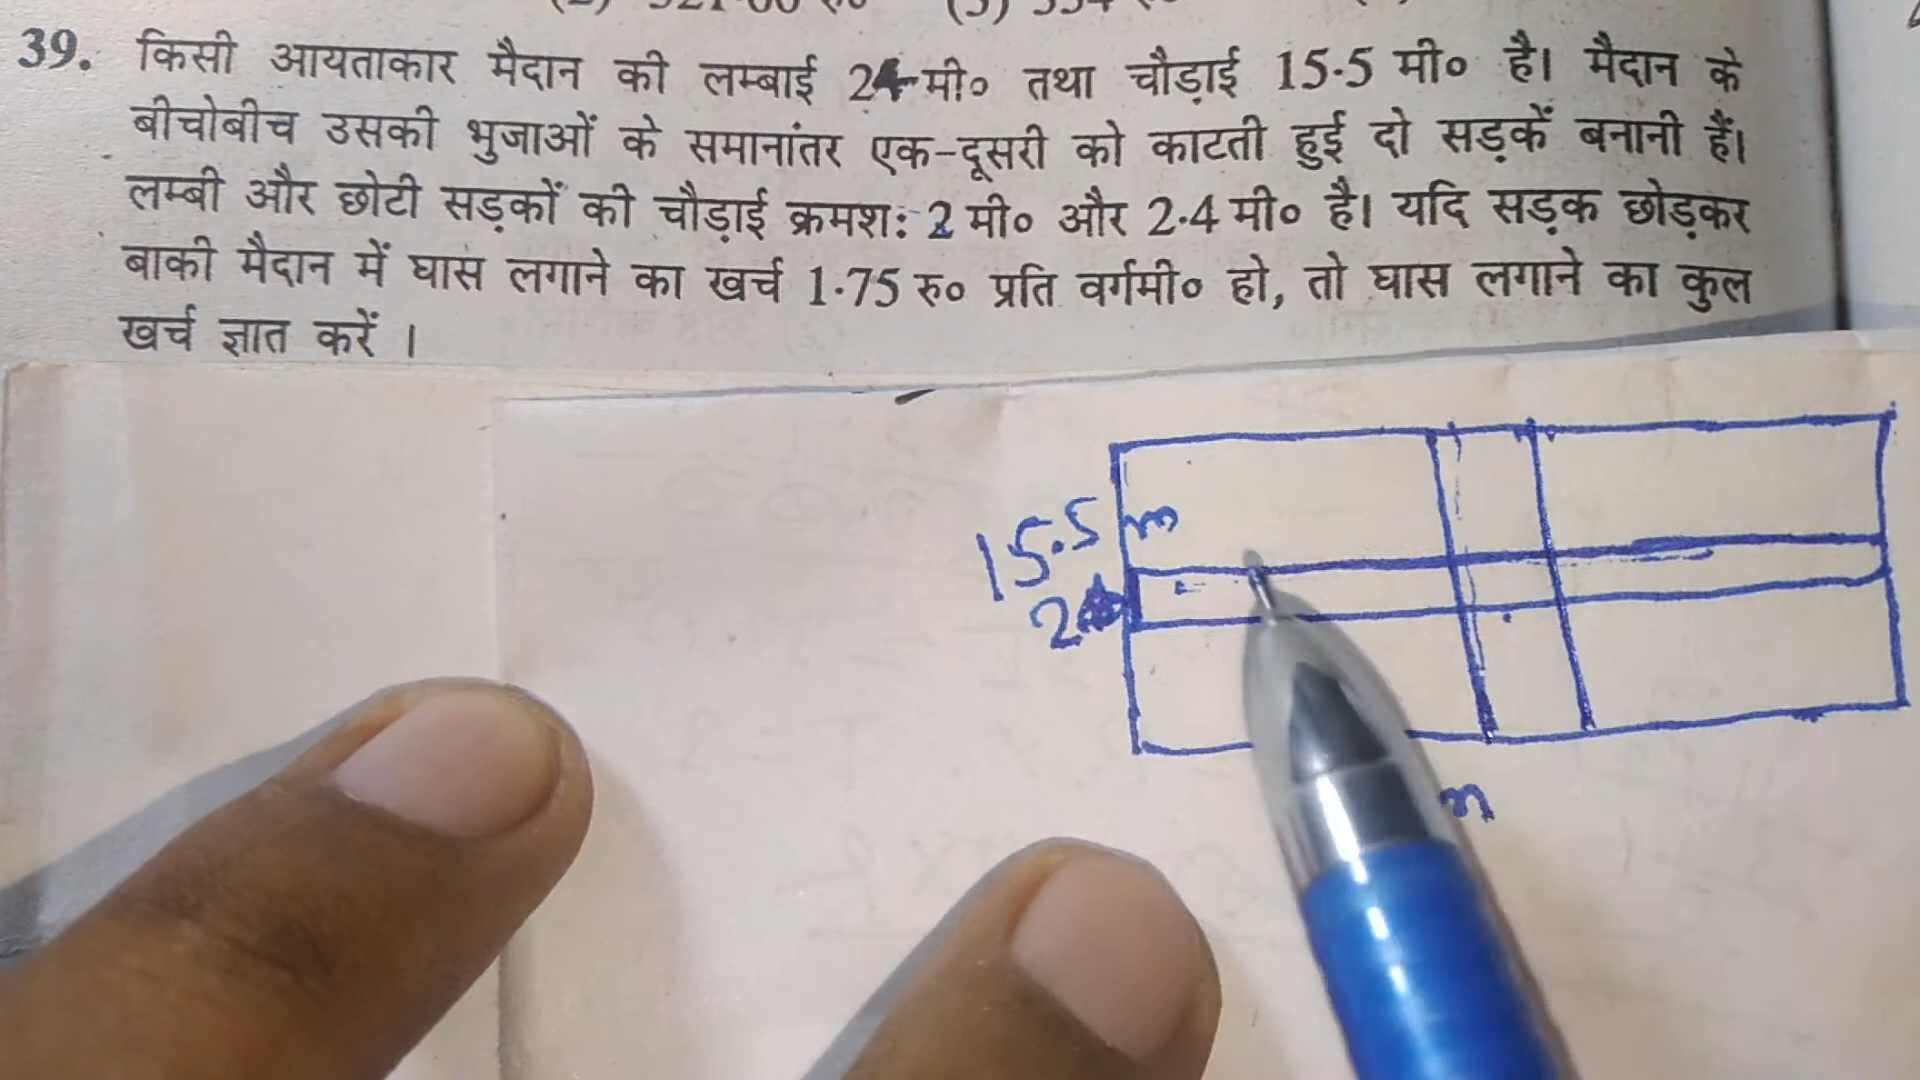 39. किसी आयताकार मैदान की लम्बाई 24 मी० तथा चौड़ाई 15·5 मी० है। मैदान के
बीचोबीच उसकी भुजाओं के समानांतर एक-दूसरी को काटती हुई दो सड़कें बनानी हैं।
लम्बी और छोटी सड़कों की चौड़ाई क्रमशः 2 मी० और 2·4 मी० है। यदि सड़क छोड़कर
बाकी मैदान में घास लगाने का खर्च 1·75 रु० प्रति वर्गमी० हो, तो घास लगाने का कुल
खर्च ज्ञात करें ।
15.5 m
2
m